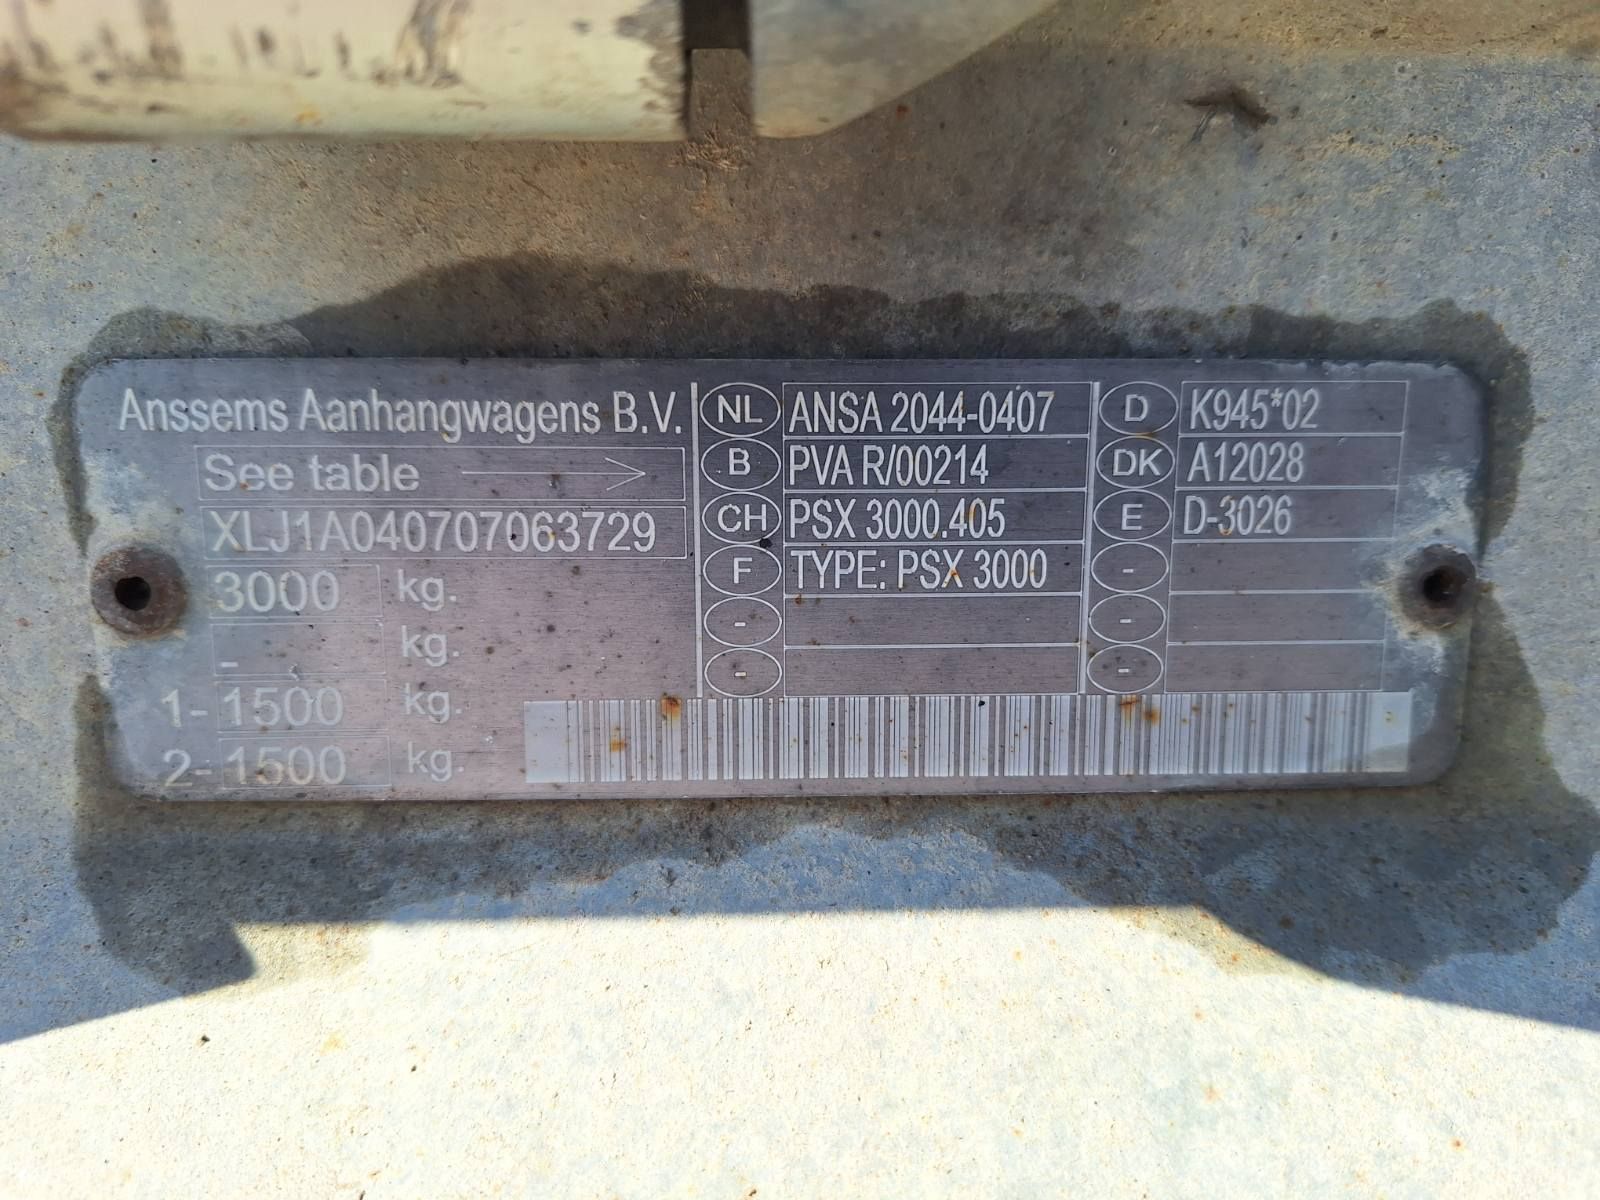 Anssems Aanhangwagens B.V.
See table
XLJ1A040707063729
3000 kg.
- kg.
1- 1500 kg.
2- 1500 kg.
NL ANSA 2044-0407
B PVA R/00214
CH PSX 3000.405
F TYPE: PSX 3000
-
-
D K945*02
DK A12028
E D-3026
-
-
-